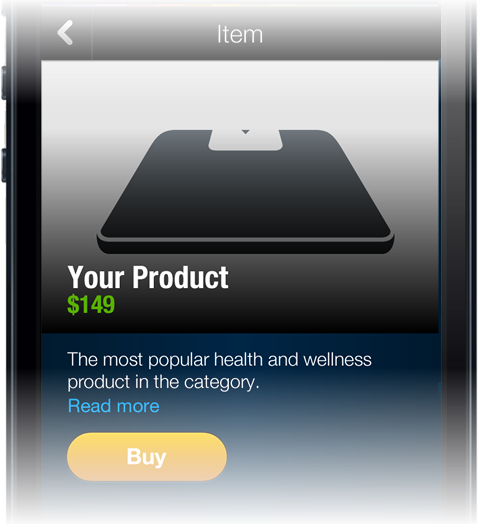 Item
Your Product
$149
The most popular health and wellness
product in the category.
Read more
Buy